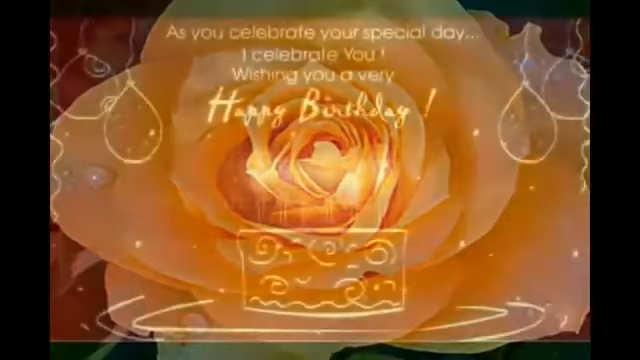 As you celebrate your special day...
I celebrate You !
Wishing you a very
Happy Birthday !